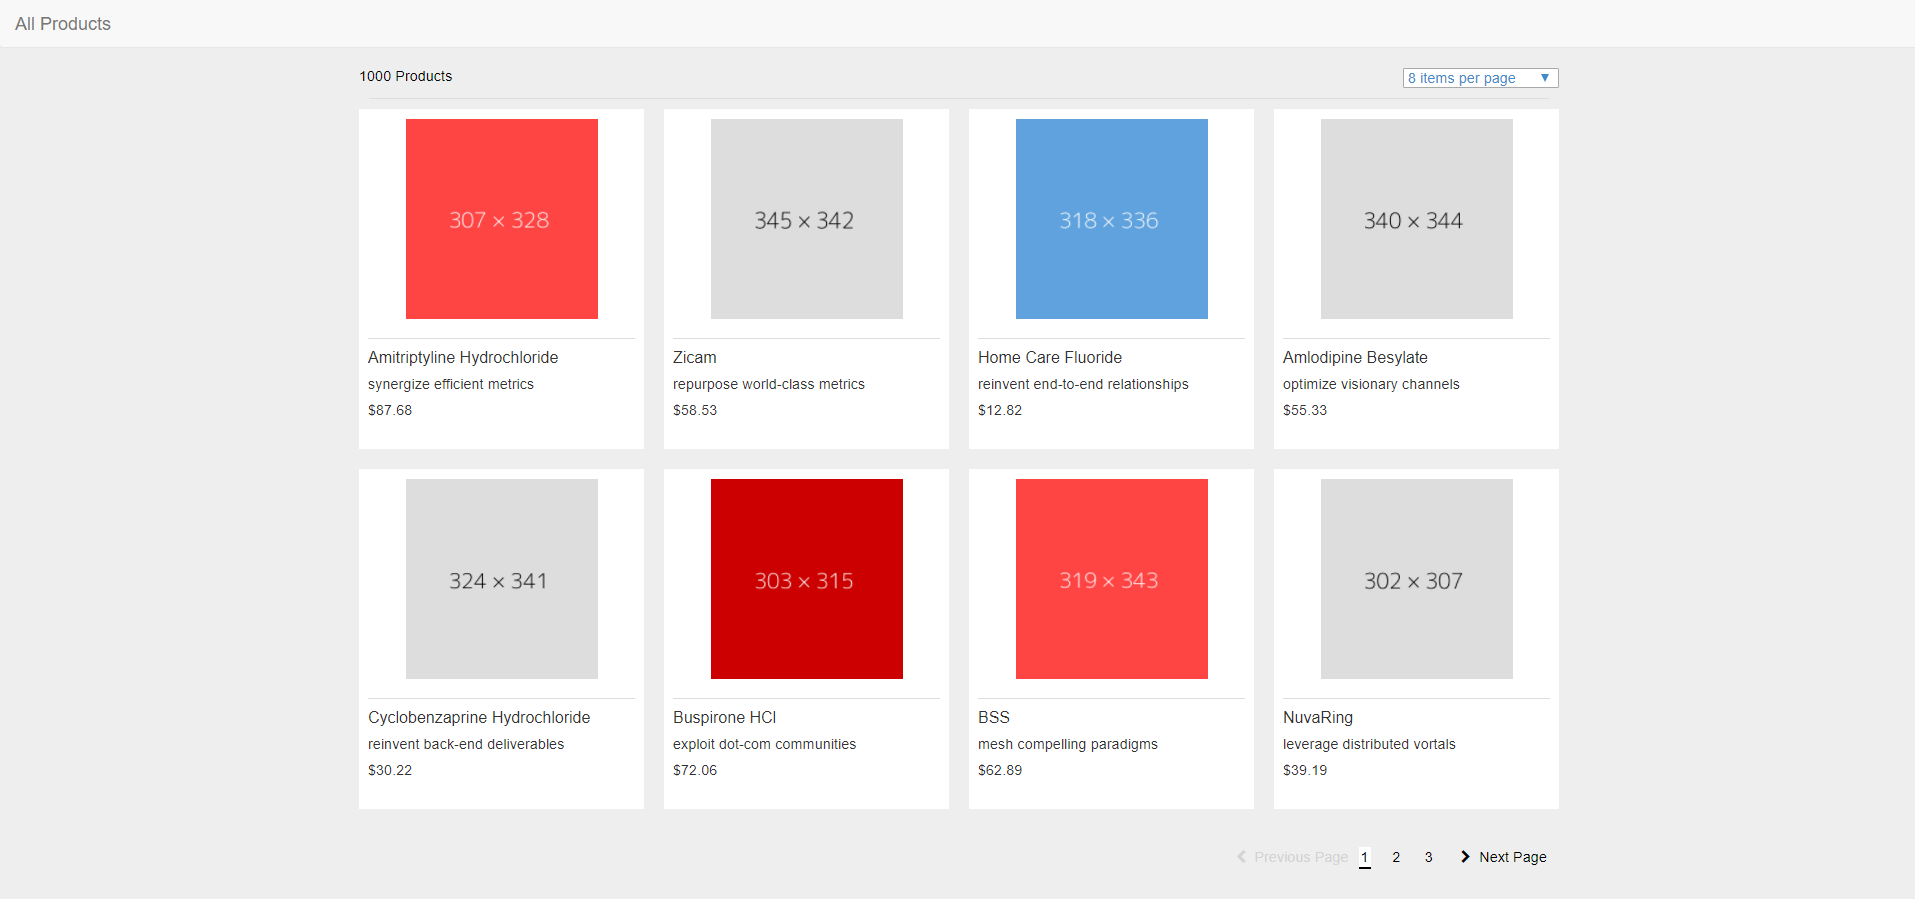 All Products
1000 Products
8 items per page ▼
307 × 328
345 × 342
318 × 336
340 × 344
Amitriptyline Hydrochloride
synergize efficient metrics
$87.68
Zicam
repurpose world-class metrics
$58.53
Home Care Fluoride
reinvent end-to-end relationships
$12.82
Amlodipine Besylate
optimize visionary channels
$55.33
324 × 341
303 × 315
319 × 343
302 × 307
Cyclobenzaprine Hydrochloride
reinvent back-end deliverables
$30.22
Buspirone HCl
exploit dot-com communities
$72.06
BSS
mesh compelling paradigms
$62.89
NuvaRing
leverage distributed vortals
$39.19
Previous Page 1 2 3 Next Page